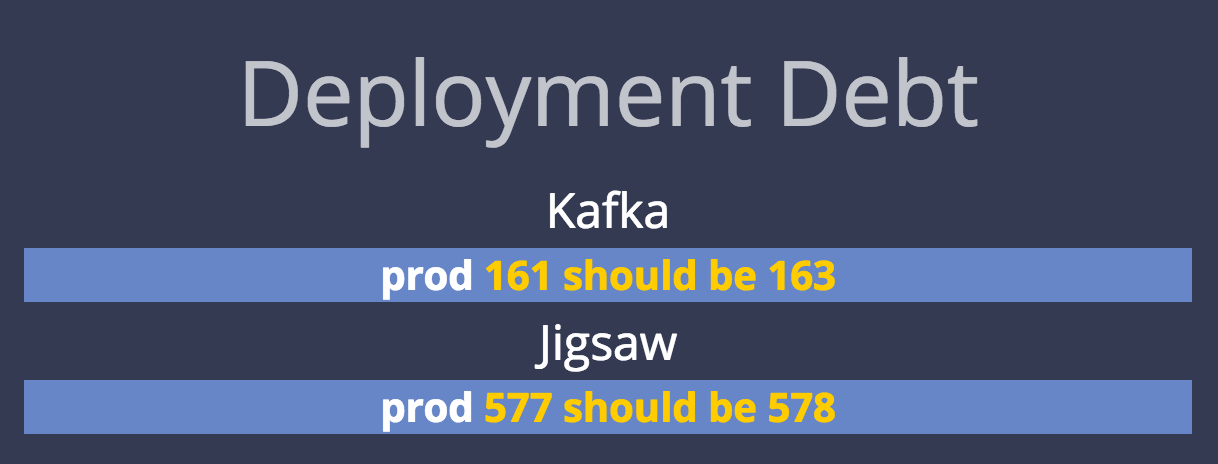 Deployment Debt
Kafka
prod 161 should be 163
Jigsaw
prod 577 should be 578